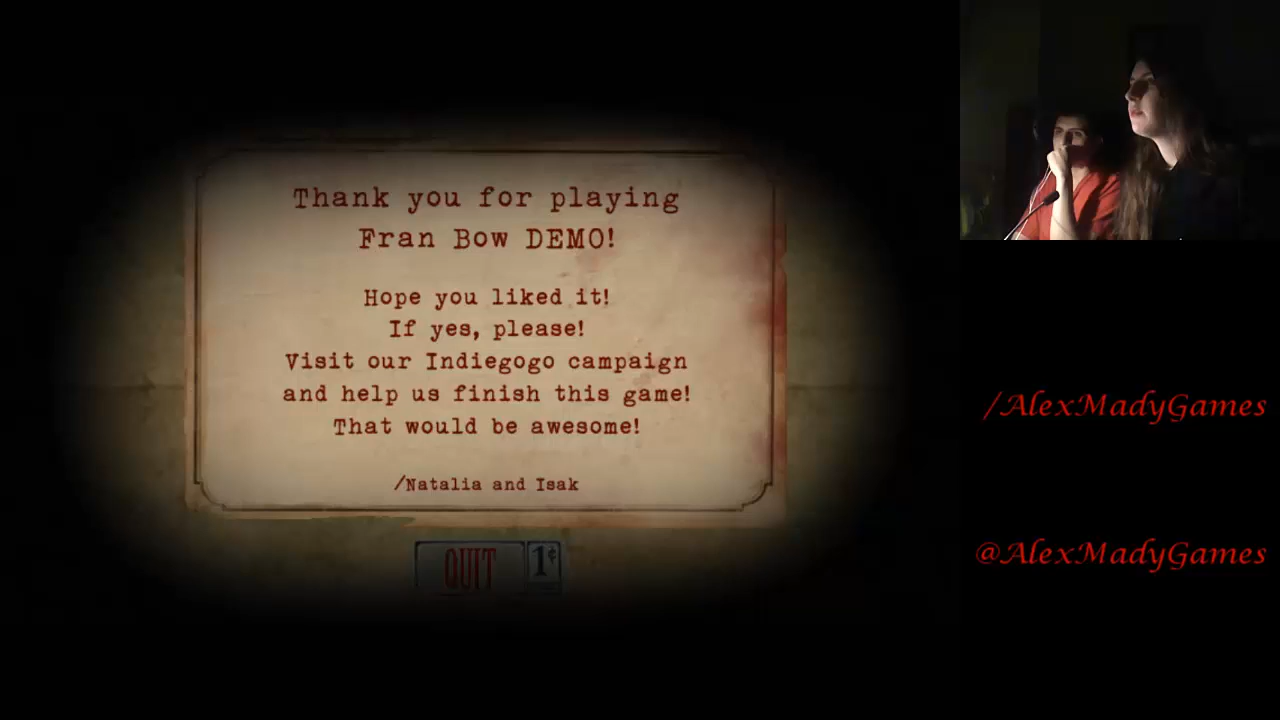 Thank you for playing
Fran Bow DEMO!
Hope you liked it!
If yes, please!
Visit our Indiegogo campaign
and help us finish this game!
That would be awesome!
/Natalia and Isak
QUIT 1¢
/AlexMadyGames
@AlexMadyGames